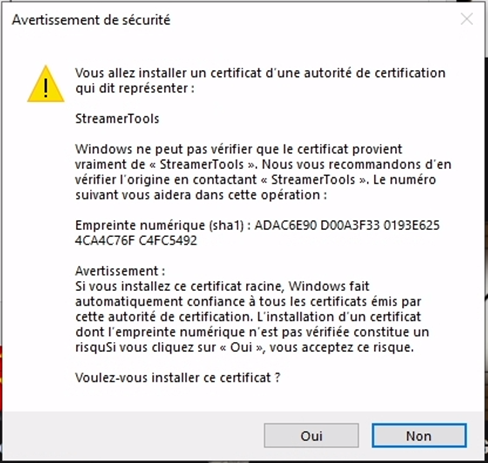 Avertissement de sécurité
Vous allez installer un certificat d'une autorité de certification
qui dit représenter :
StreamerTools
Windows ne peut pas vérifier que le certificat provient
vraiment de « StreamerTools ». Nous vous recommandons d'en
vérifier l'origine en contactant « StreamerTools ». Le numéro
suivant vous aidera dans cette opération :
Empreinte numérique (sha1) : ADAC6E90 D00A3F33 0193E625
4CA4C76F C4FC5492
Avertissement :
Si vous installez ce certificat racine, Windows fait
automatiquement confiance à tous les certificats émis par
cette autorité de certification. L'installation d'un certificat
dont l'empreinte numérique n'est pas vérifiée constitue un
risquSi vous cliquez sur « Oui », vous acceptez ce risque.
Voulez-vous installer ce certificat ?
Oui
Non